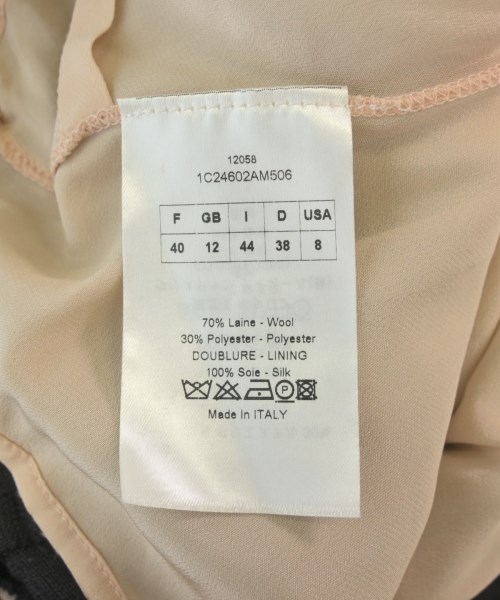 12058
1C24602AM506
F GB I D USA
40 12 44 38 8
70% Laine - Wool
30% Polyester - Polyester
DOUBLURE - LINING
100% Soie - Silk
P
Made in ITALY